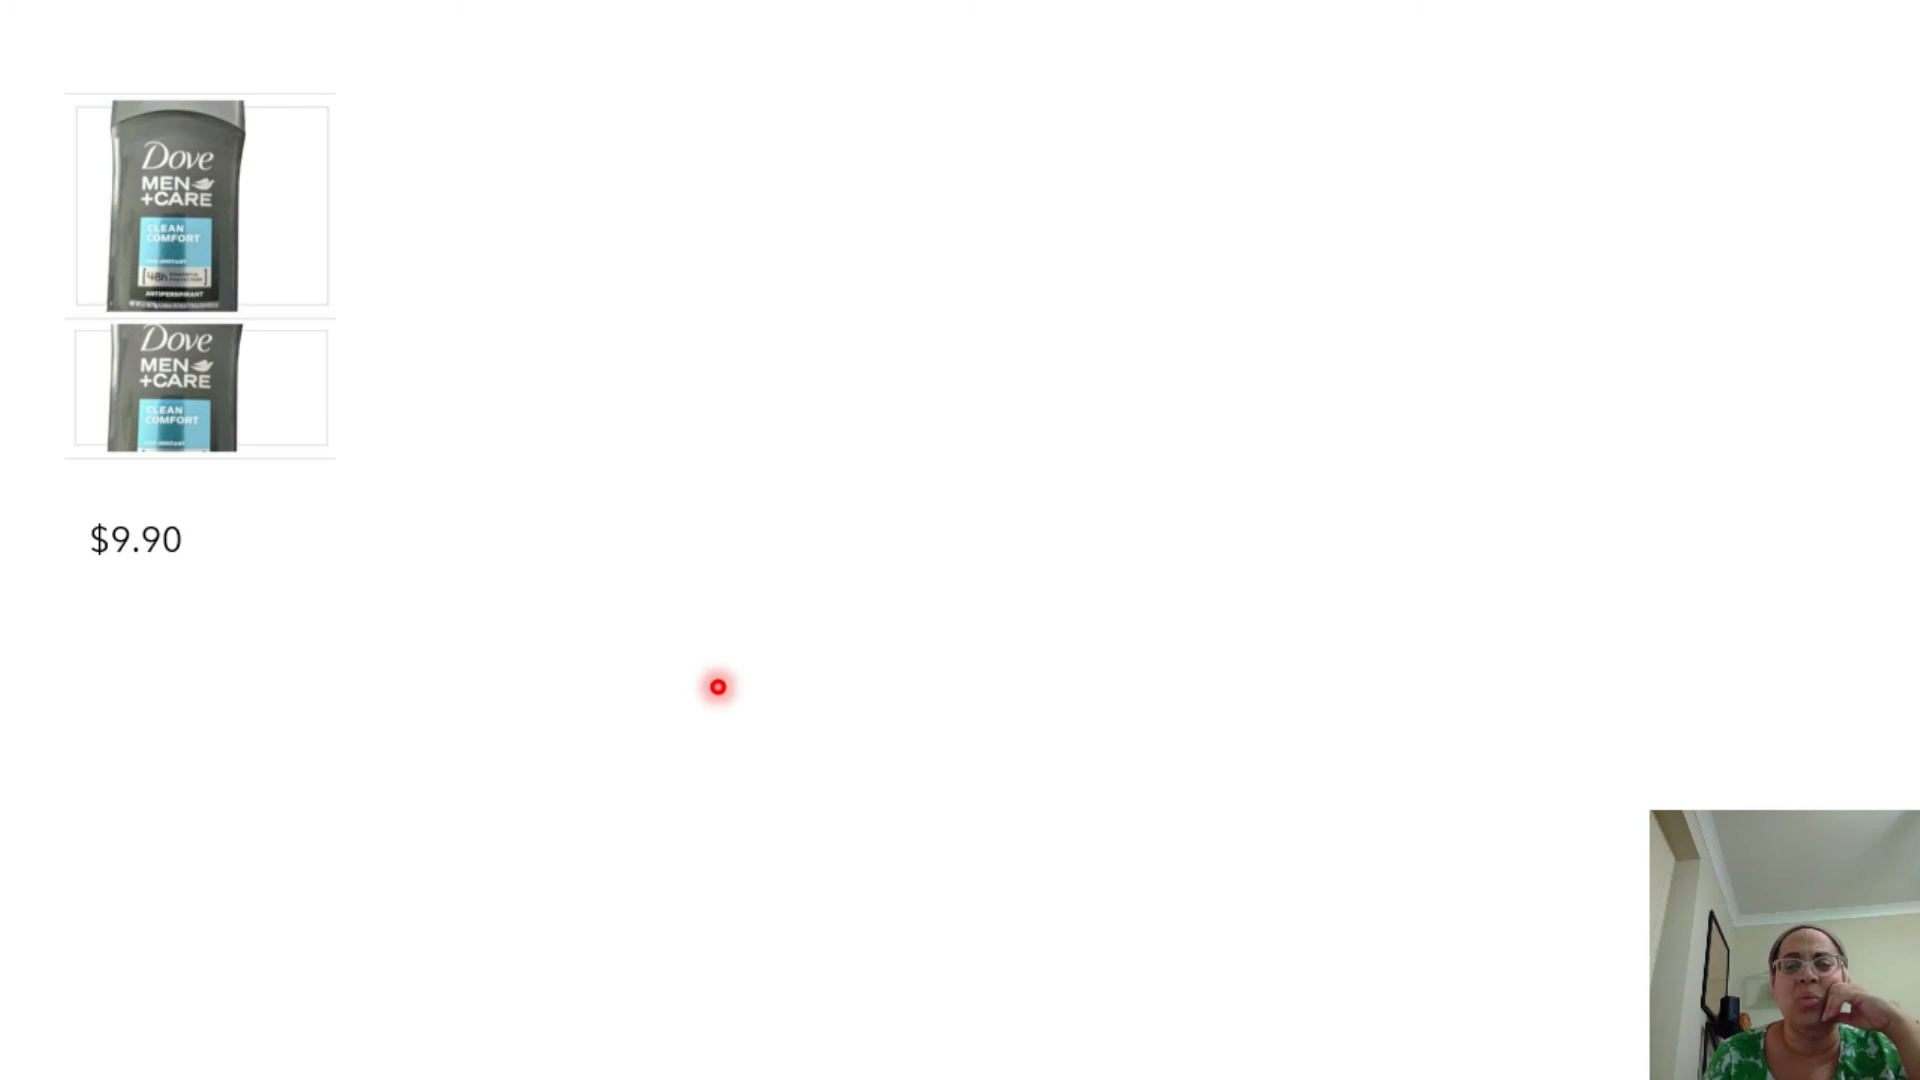 Dove
MEN
+CARE
CLEAN
COMFORT
48h
ANTIPERSPIRANT
Dove
MEN
+CARE
CLEAN
COMFORT
$9.90